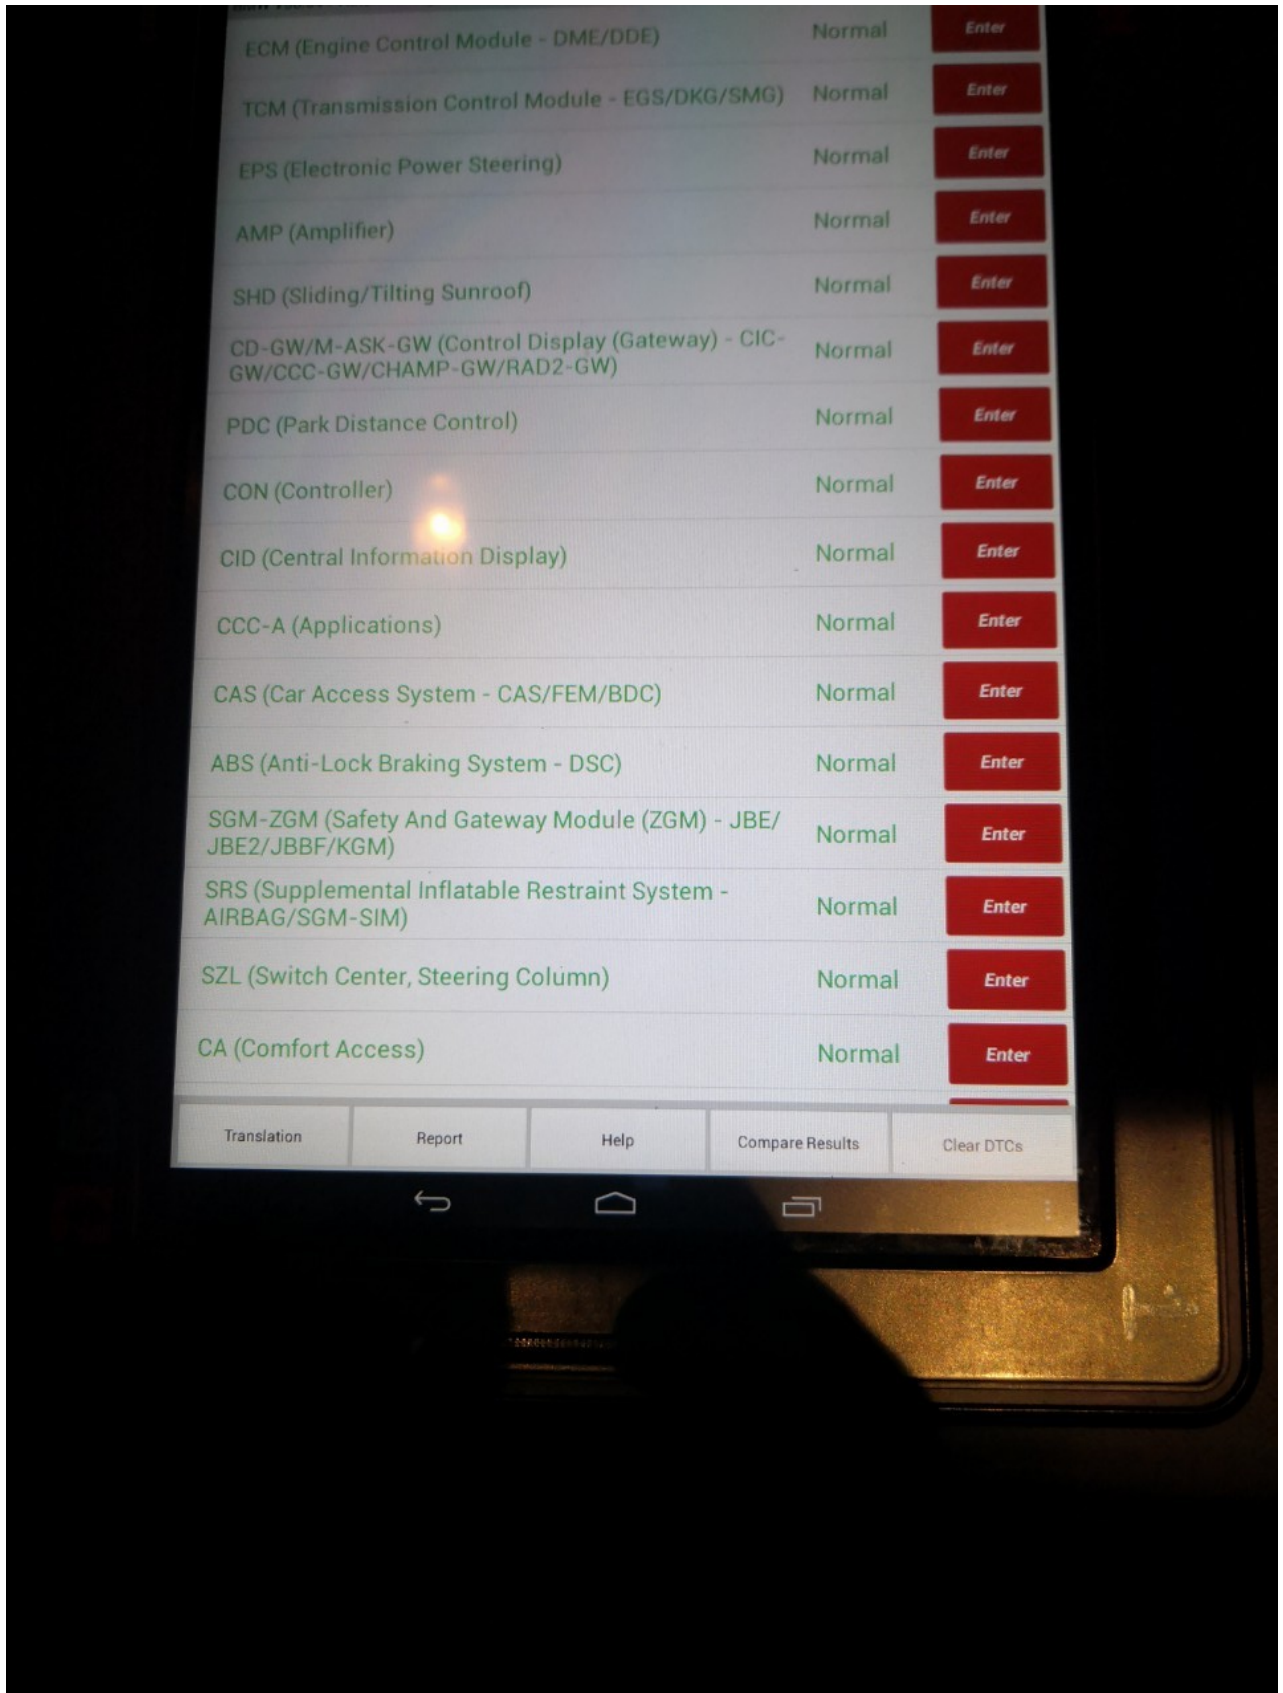 ECM (Engine Control Module - DME/DDE) Normal Enter
TCM (Transmission Control Module - EGS/DKG/SMG) Normal Enter
EPS (Electronic Power Steering) Normal Enter
AMP (Amplifier) Normal Enter
SHD (Sliding/Tilting Sunroof) Normal Enter
CD-GW/M-ASK-GW (Control Display (Gateway) - CIC-
GW/CCC-GW/CHAMP-GW/RAD2-GW) Normal Enter
PDC (Park Distance Control) Normal Enter
CON (Controller) Normal Enter
CID (Central Information Display) Normal Enter
CCC-A (Applications) Normal Enter
CAS (Car Access System - CAS/FEM/BDC) Normal Enter
ABS (Anti-Lock Braking System - DSC) Normal Enter
SGM-ZGM (Safety And Gateway Module (ZGM) - JBE/
JBE2/JBBF/KGM) Normal Enter
SRS (Supplemental Inflatable Restraint System -
AIRBAG/SGM-SIM) Normal Enter
SZL (Switch Center, Steering Column) Normal Enter
CA (Comfort Access) Normal Enter
Translation Report Help Compare Results Clear DTCs